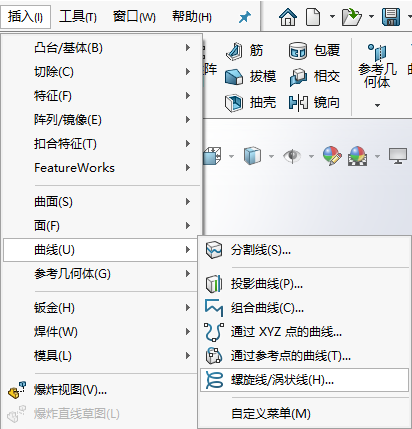 插入(I) 工具(T) 窗口(W) 帮助(H)
凸台/基体(B)
切除(C)
特征(F)
阵列/镜像(E)
扣合特征(T)
FeatureWorks
曲面(S)
面(F)
曲线(U)
参考几何体(G)
钣金(H)
焊件(W)
模具(L)
爆炸视图(V)...
爆炸直线草图(L)
阵
筋
拔模
抽壳
包覆
相交
镜向
参考几
何体
分割线(S)...
投影曲线(P)...
组合曲线(C)...
通过 XYZ 点的曲线...
通过参考点的曲线(T)...
螺旋线/涡状线(H)...
自定义菜单(M)